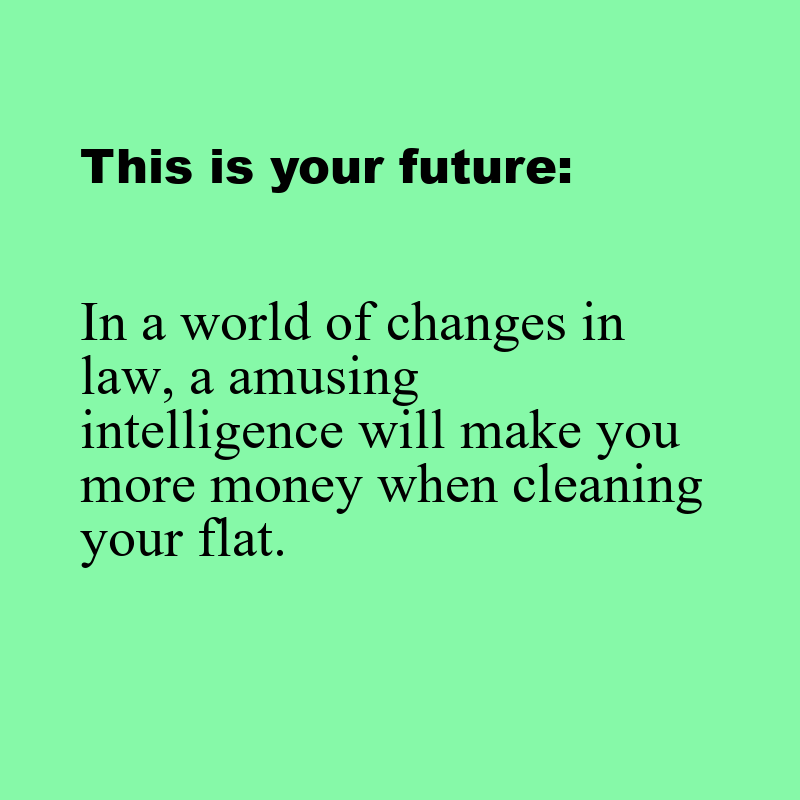 This is your future:
In a world of changes in
law, a amusing
intelligence will make you
more money when cleaning
your flat.